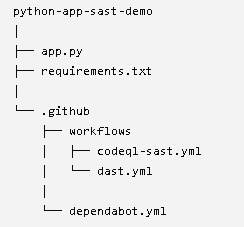 python-app-sast-demo
│
├── app.py
├── requirements.txt
│
└── .github
    ├── workflows
    │   ├── codeql-sast.yml
    │   └── dast.yml
    │
    └── dependabot.yml